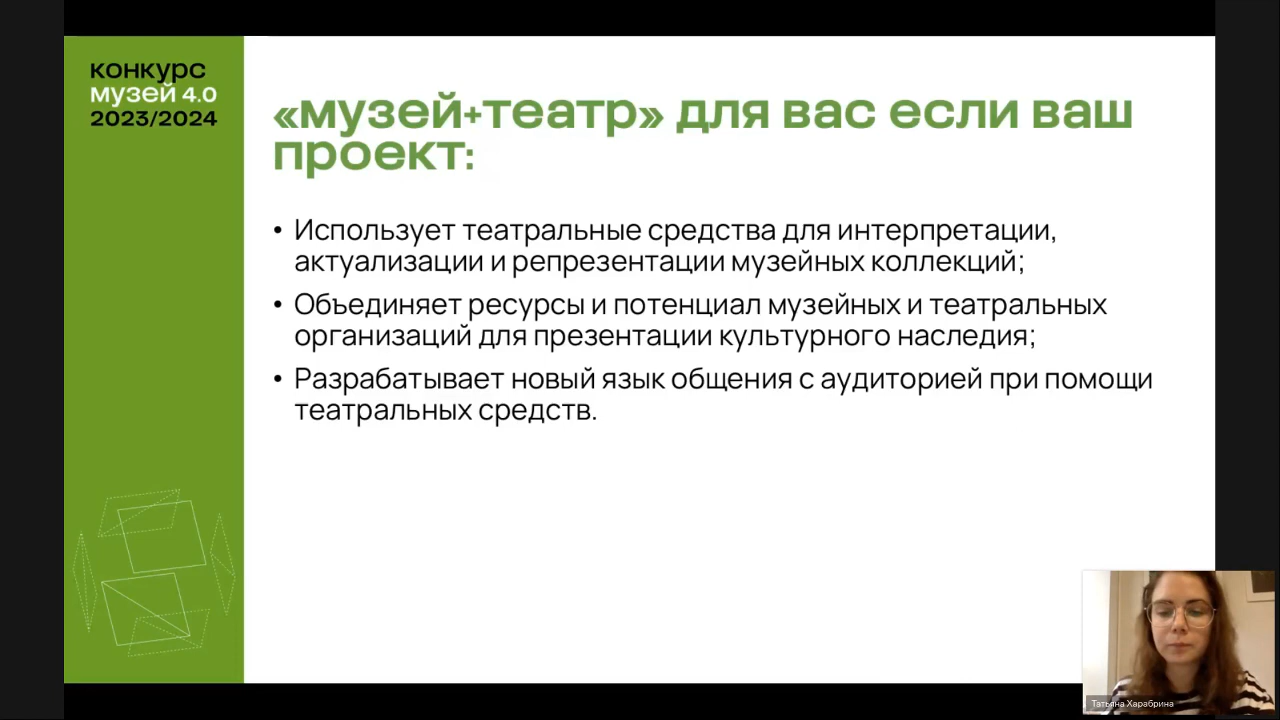 конкурс
музей 4.0
2023/2024
«музей+театр» для вас если ваш
проект:
• Использует театральные средства для интерпретации,
актуализации и репрезентации музейных коллекций;
• Объединяет ресурсы и потенциал музейных и театральных
организаций для презентации культурного наследия;
• Разрабатывает новый язык общения с аудиторией при помощи
театральных средств.
Татьяна Харабрина